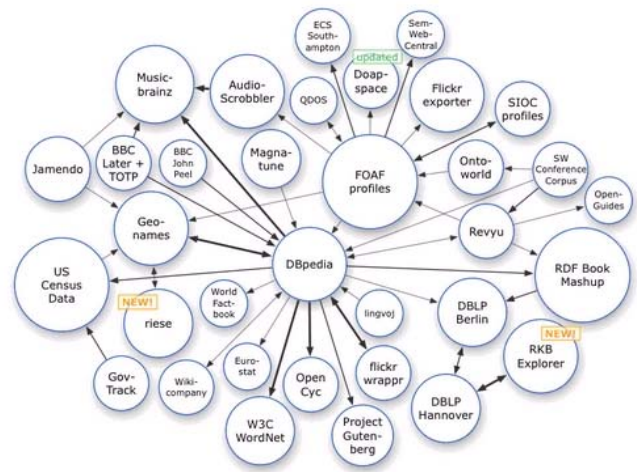 ECS
South-
ampton
Sem-
Web-
Central
updated
Doap-
space
Music-
brainz
Audio-
Scrobbler
QDOS
Flickr
exporter
SIOC
profiles
BBC
Later +
TOTP
BBC
John
Peel
Magna-
tune
Jamendo
FOAF
profiles
Onto-
world
SW
Conference
Corpus
Open-
Guides
Geo-
names
Revyu
DBpedia
US
Census
Data
RDF Book
Mashup
NEW!
riese
World
Fact-
book
lingvoj
DBLP
Berlin
NEW!
RKB
Explorer
Gov-
Track
Wiki-
company
Euro-
stat
Open
Cyc
flickr
wrappr
DBLP
Hannover
W3C
WordNet
Project
Guten-
berg